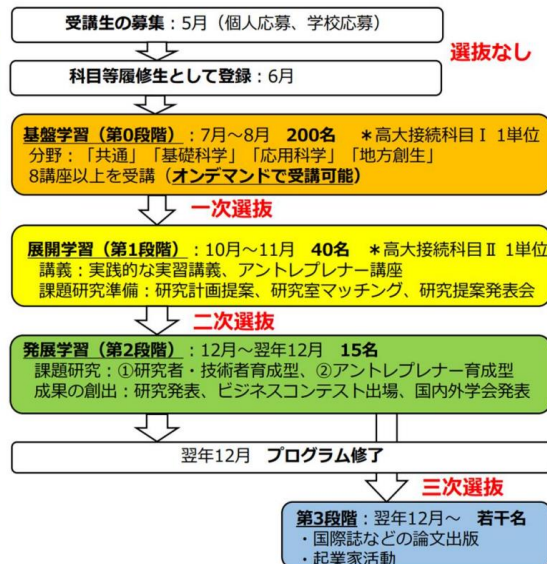 受講生の募集：5月（個人応募、学校応募）
選抜なし
科目等履修生として登録：6月
基盤学習（第0段階）：7月～8月 200名 ＊高大接続科目Ⅰ 1単位
分野：「共通」「基礎科学」「応用科学」「地方創生」
8講座以上を受講（オンデマンドで受講可能）
一次選抜
展開学習（第1段階）：10月～11月 40名 ＊高大接続科目Ⅱ 1単位
講義：実践的な実習講義、アントレプレナー講座
課題研究準備：研究計画提案、研究室マッチング、研究提案発表会
二次選抜
発展学習（第2段階）：12月～翌年12月 15名
課題研究：①研究者・技術者育成型、②アントレプレナー育成型
成果の創出：研究発表、ビジネスコンテスト出場、国内外学会発表
翌年12月 プログラム修了
三次選抜
第3段階：翌年12月～ 若干名
・国際誌などの論文出版
・起業家活動